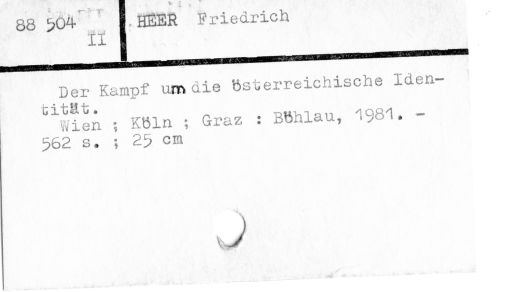 88 504
II
HEER Friedrich
Der Kampf um die österreichische Iden-
tität.
Wien ; Köln ; Graz : Böhlau, 1981. -
562 s. ; 25 cm